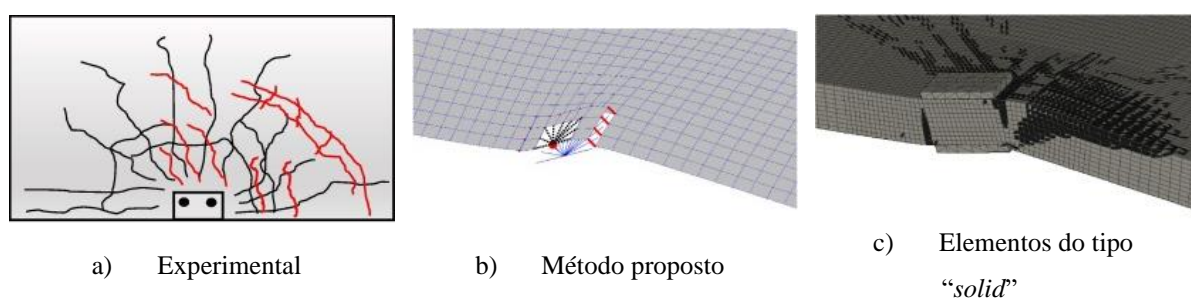 a) Experimental
b) Método proposto
c) Elementos do tipo
“solid”